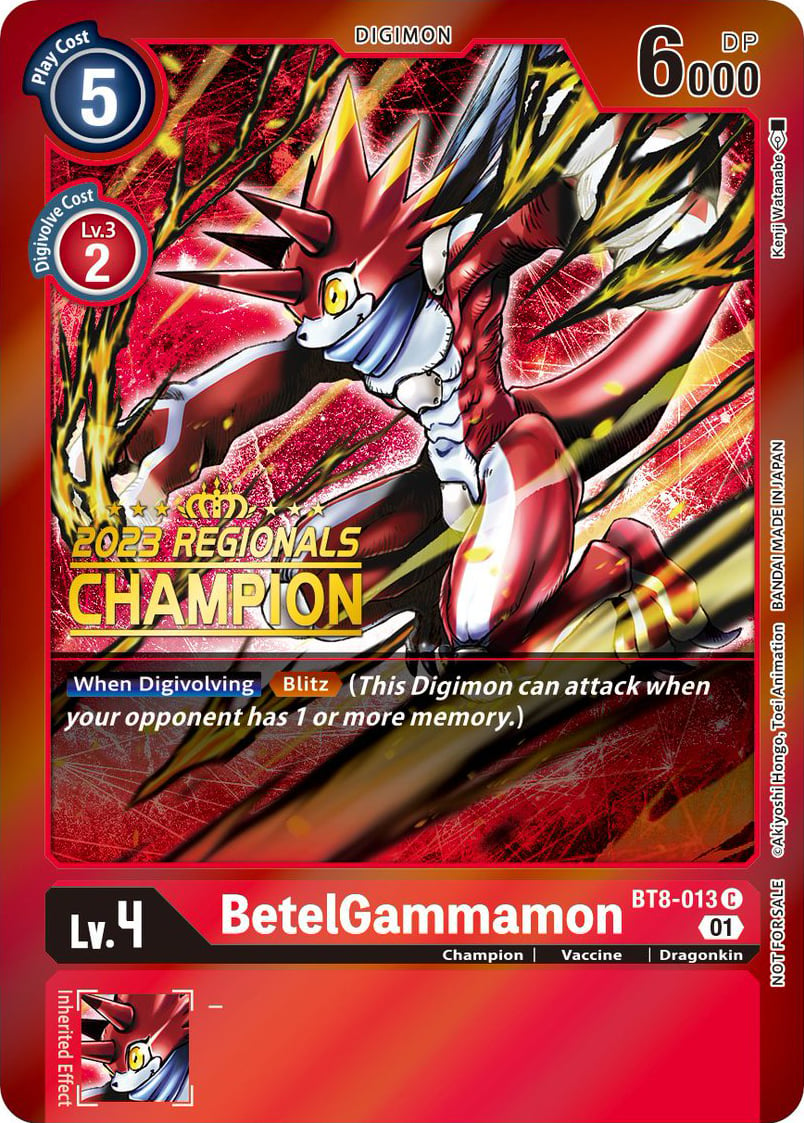 DIGIMON
Play Cost
5
6000
DP
Digivolve Cost
Lv.3
2
Kenji Watanabe
2023 REGIONALS
CHAMPION
When Digivolving Blitz (This Digimon can attack when
your opponent has 1 or more memory.)
©Akiyoshi Hongo, Toei Animation BANDAI MADE IN JAPAN
NOT FOR SALE
Lv.4
BetelGammamon
BT8-013 C
01
Champion | Vaccine | Dragonkin
Inherited Effect
–